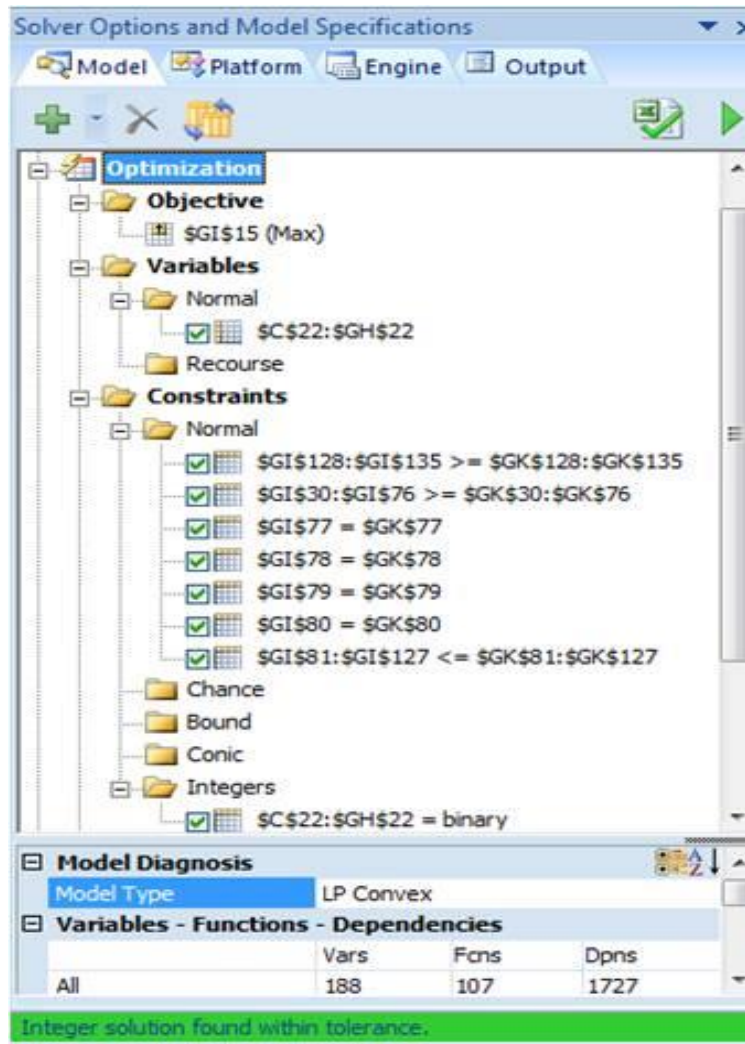 Solver Options and Model Specifications
Model Platform Engine Output
Optimization
Objective
$GI$15 (Max)
Variables
Normal
$C$22:$GH$22
Recourse
Constraints
Normal
$GI$128:$GI$135 >= $GK$128:$GK$135
$GI$30:$GI$76 >= $GK$30:$GK$76
$GI$77 = $GK$77
$GI$78 = $GK$78
$GI$79 = $GK$79
$GI$80 = $GK$80
$GI$81:$GI$127 <= $GK$81:$GK$127
Chance
Bound
Conic
Integers
$C$22:$GH$22 = binary
Model Diagnosis
Model Type LP Convex
Variables - Functions - Dependencies
Vars Fcns Dpns
All 188 107 1727
Integer solution found within tolerance.